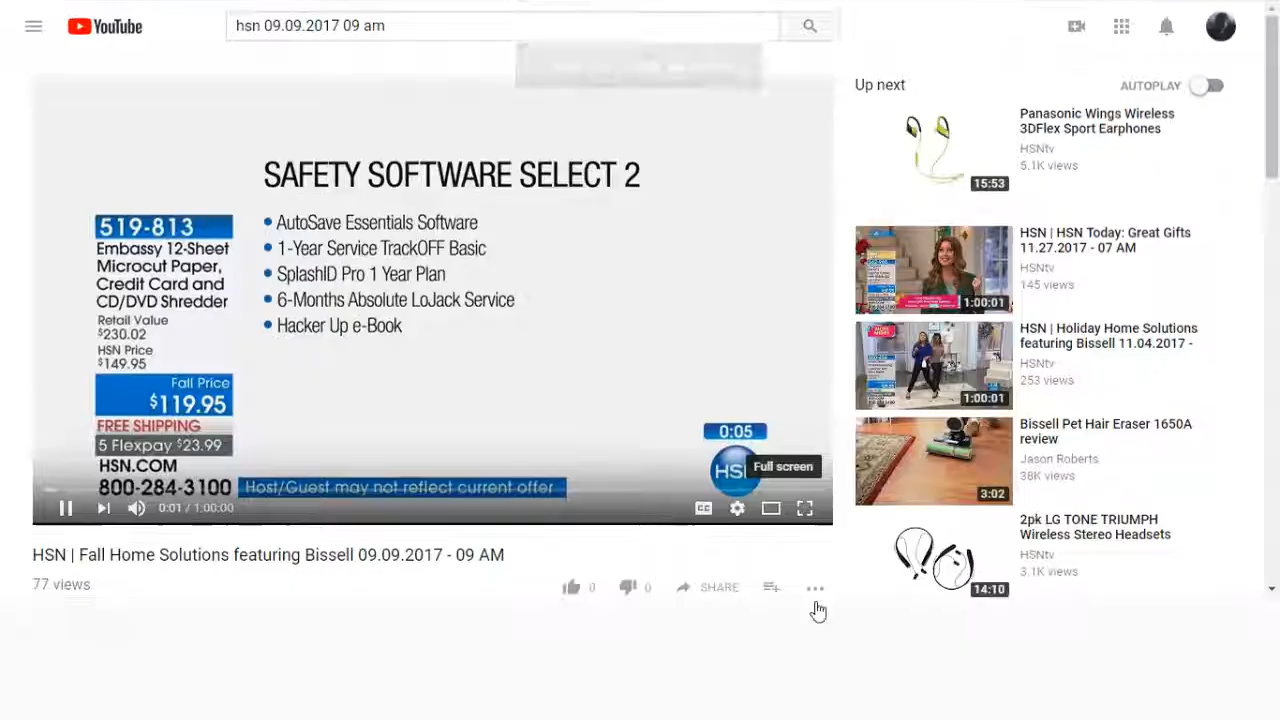 YouTube
hsn 09.09.2017 09 am
SAFETY SOFTWARE SELECT 2
• AutoSave Essentials Software
• 1-Year Service TrackOFF Basic
• SplashID Pro 1 Year Plan
• 6-Months Absolute LoJack Service
• Hacker Up e-Book
519-813
Embassy 12-Sheet
Microcut Paper,
Credit Card and
CD/DVD Shredder
Retail Value
$230.02
HSN Price
$149.95
Fall Price
$119.95
FREE SHIPPING
5 Flexpay $23.99
HSN.COM
800-284-3100
Host/Guest may not reflect current offer
0:05
HS
Full screen
0:01 / 1:00:00
CC
HSN | Fall Home Solutions featuring Bissell 09.09.2017 - 09 AM
77 views
0
0
SHARE
Up next
AUTOPLAY
Panasonic Wings Wireless
3DFlex Sport Earphones
HSNtv
5.1K views
15:53
HSN | HSN Today: Great Gifts
11.27.2017 - 07 AM
HSNtv
145 views
1:00:01
HSN | Holiday Home Solutions
featuring Bissell 11.04.2017 -
HSNtv
253 views
1:00:01
Bissell Pet Hair Eraser 1650A
review
Jason Roberts
38K views
3:02
2pk LG TONE TRIUMPH
Wireless Stereo Headsets
HSNtv
3.1K views
14:10